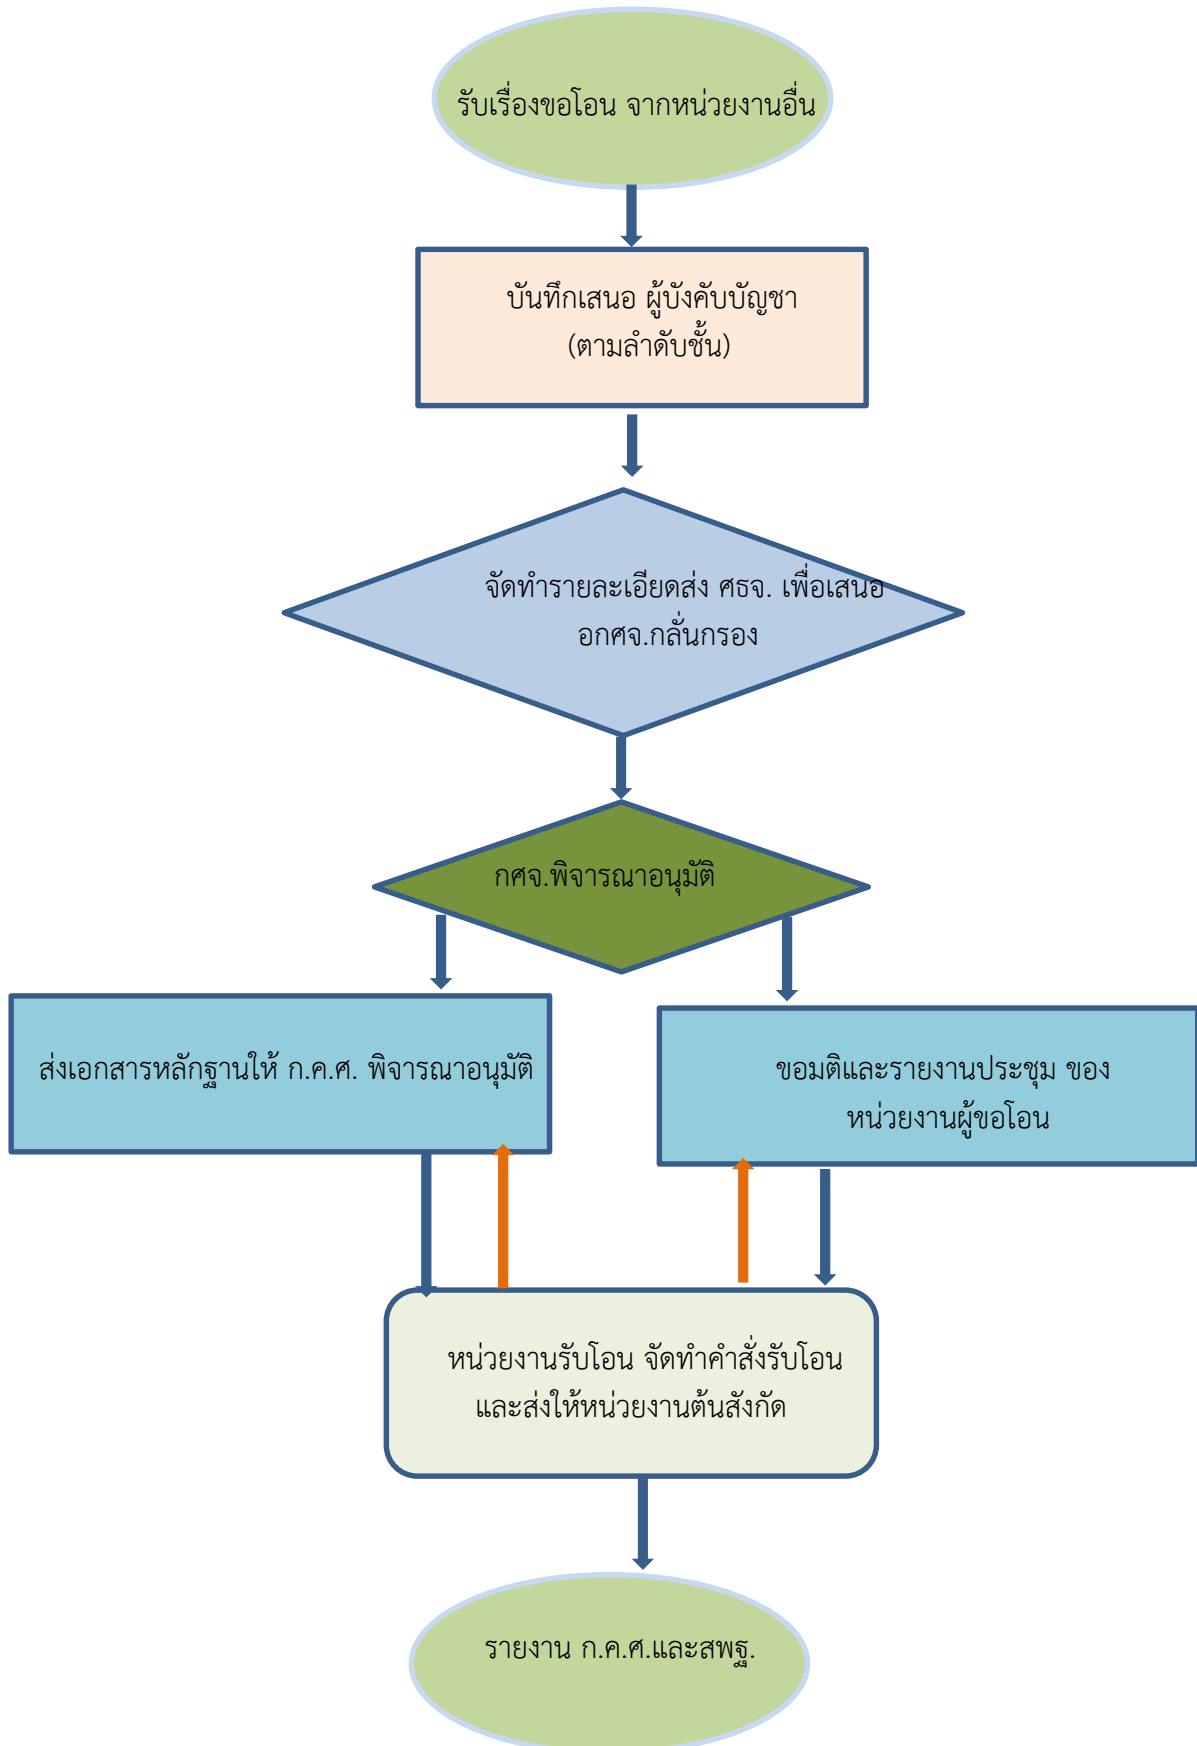 รับเรื่องขอโอน จากหน่วยงานอื่น
บันทึกเสนอ ผู้บังคับบัญชา
(ตามลำดับชั้น)
จัดทำรายละเอียดส่ง ศธจ. เพื่อเสนอ
อกศจ.กลั่นกรอง
กศจ.พิจารณาอนุมัติ
ส่งเอกสารหลักฐานให้ ก.ค.ศ. พิจารณาอนุมัติ
ขอมติและรายงานประชุม ของ
หน่วยงานผู้ขอโอน
หน่วยงานรับโอน จัดทำคำสั่งรับโอน
และส่งให้หน่วยงานต้นสังกัด
รายงาน ก.ค.ศ.และสพฐ.